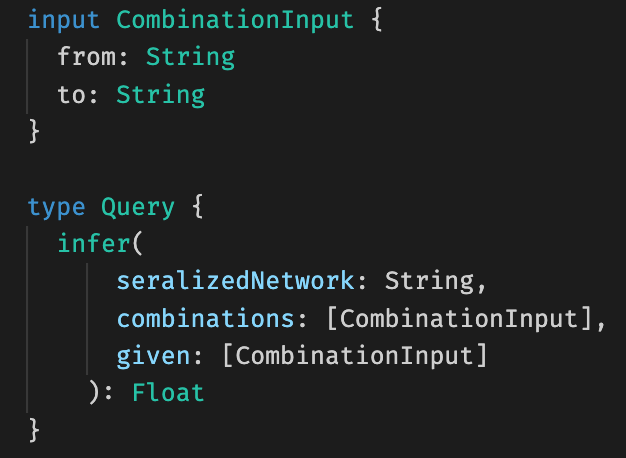 input CombinationInput {
from: String
to: String
}
type Query {
infer(
seralizedNetwork: String,
combinations: [CombinationInput],
given: [CombinationInput]
): Float
}